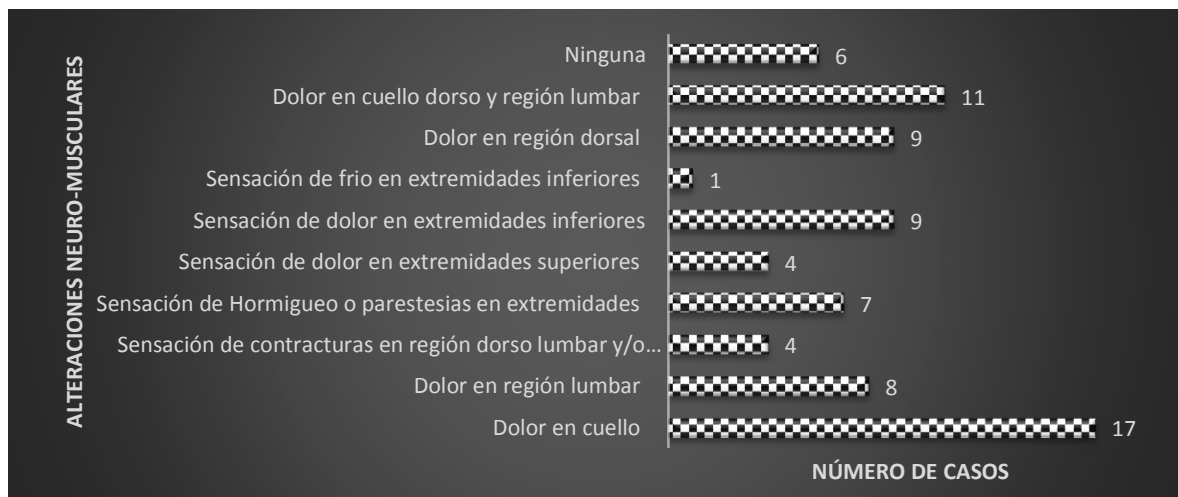 ALTERACIONES NEURO-MUSCULARES
Ninguna 6
Dolor en cuello dorso y región lumbar 11
Dolor en región dorsal 9
Sensación de frio en extremidades inferiores 1
Sensación de dolor en extremidades inferiores 9
Sensación de dolor en extremidades superiores 4
Sensación de Hormigueo o parestesias en extremidades 7
Sensación de contracturas en región dorso lumbar y/o... 4
Dolor en región lumbar 8
Dolor en cuello 17
NÚMERO DE CASOS